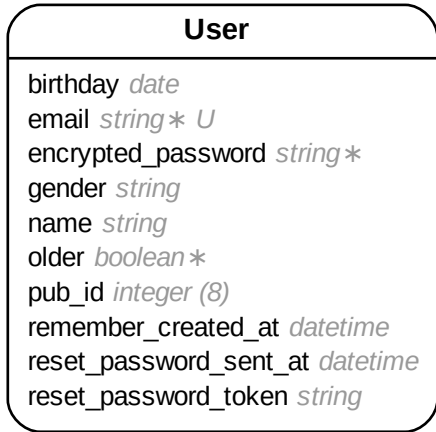 User
birthday date
email string∗ U
encrypted_password string∗
gender string
name string
older boolean∗
pub_id integer (8)
remember_created_at datetime
reset_password_sent_at datetime
reset_password_token string